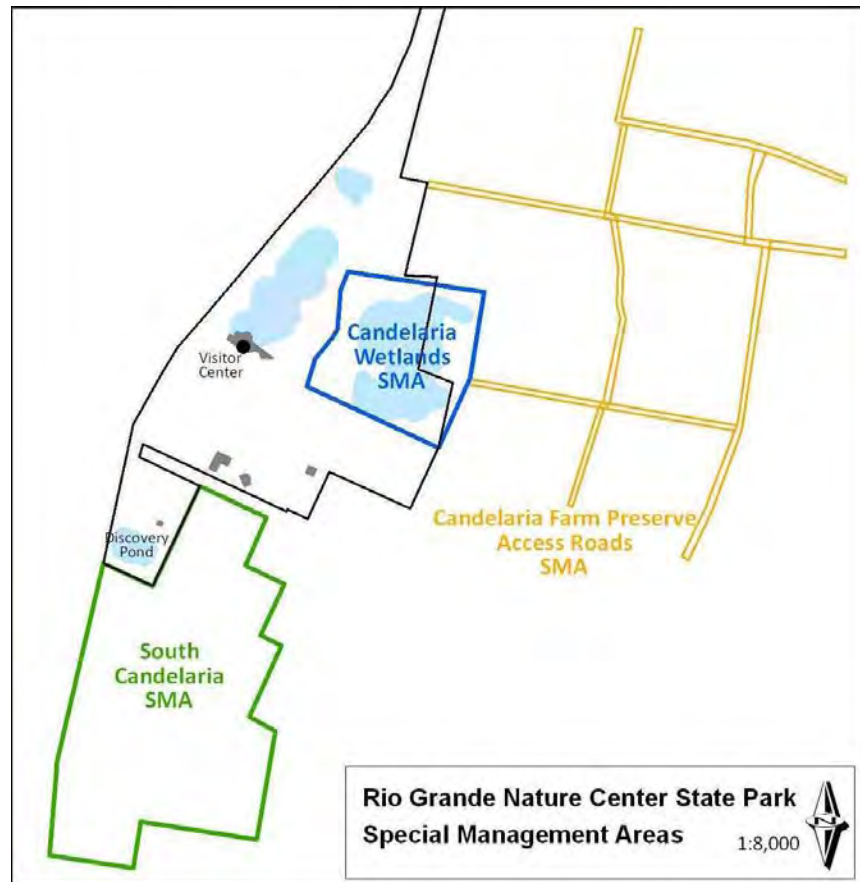 Visitor
Center
Candelaria
Wetlands
SMA
Candelaria Farm Preserve
Access Roads
SMA
Discovery
Pond
South
Candelaria
SMA
Rio Grande Nature Center State Park
Special Management Areas
1:8,000
N